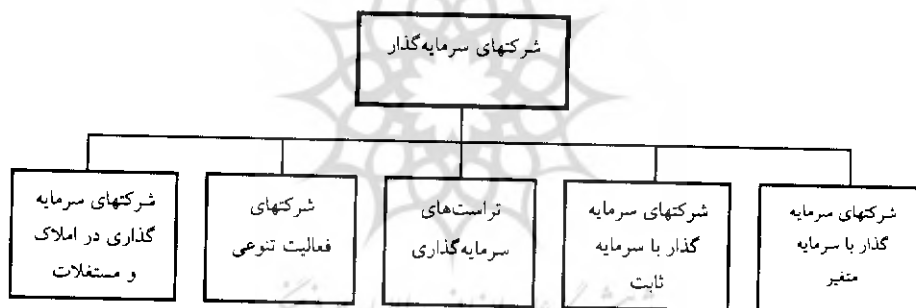 شرکتهای سرمایه‌گذار
شرکتهای سرمایه
گذار با سرمایه
متغیر
شرکتهای سرمایه
گذار با سرمایه
ثابت
تراست‌های
سرمایه‌گذاری
شرکتهای
فعالیت تنوعی
شرکتهای سرمایه
گذاری در املاک
و مستغلات